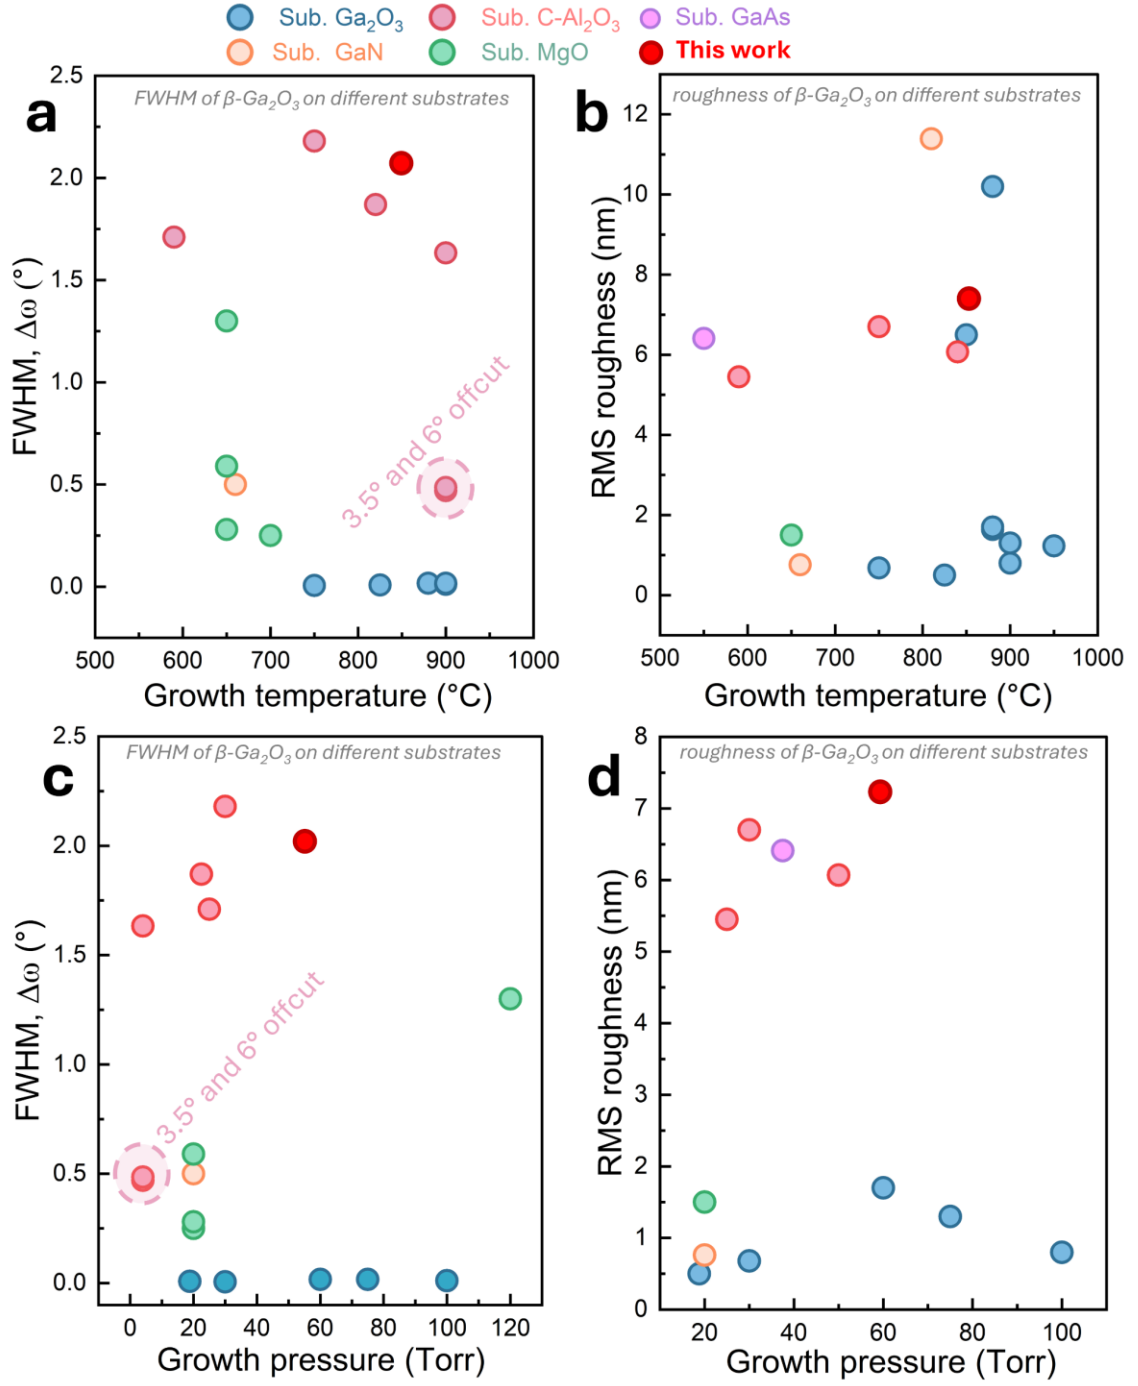 Sub. Ga₂O₃ Sub. C-Al₂O₃ Sub. GaAs
Sub. GaN Sub. MgO This work
a
FWHM of β-Ga₂O₃ on different substrates
2.5
2.0
1.5
1.0
0.5
0.0
FWHM, Δω (°)
3.5° and 6° offcut
500 600 700 800 900 1000
Growth temperature (°C)
b
roughness of β-Ga₂O₃ on different substrates
12
10
8
6
4
2
0
RMS roughness (nm)
500 600 700 800 900 1000
Growth temperature (°C)
c
FWHM of β-Ga₂O₃ on different substrates
2.5
2.0
1.5
1.0
0.5
0.0
FWHM, Δω (°)
3.5° and 6° offcut
0 20 40 60 80 100 120
Growth pressure (Torr)
d
roughness of β-Ga₂O₃ on different substrates
8
7
6
5
4
3
2
1
0
RMS roughness (nm)
20 40 60 80 100
Growth pressure (Torr)